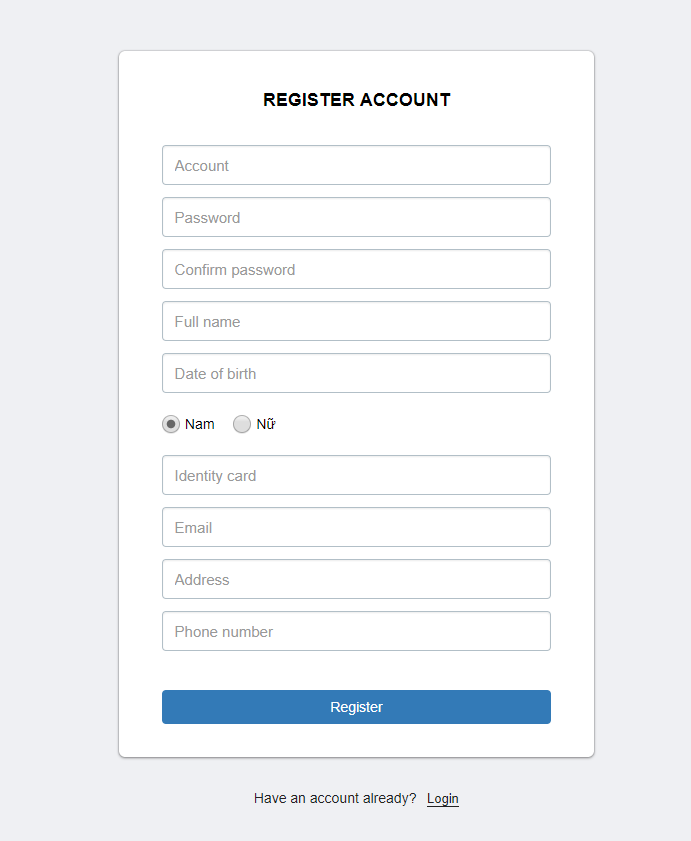 REGISTER ACCOUNT
Account
Password
Confirm password
Full name
Date of birth
Nam Nữ
Identity card
Email
Address
Phone number
Register
Have an account already? Login